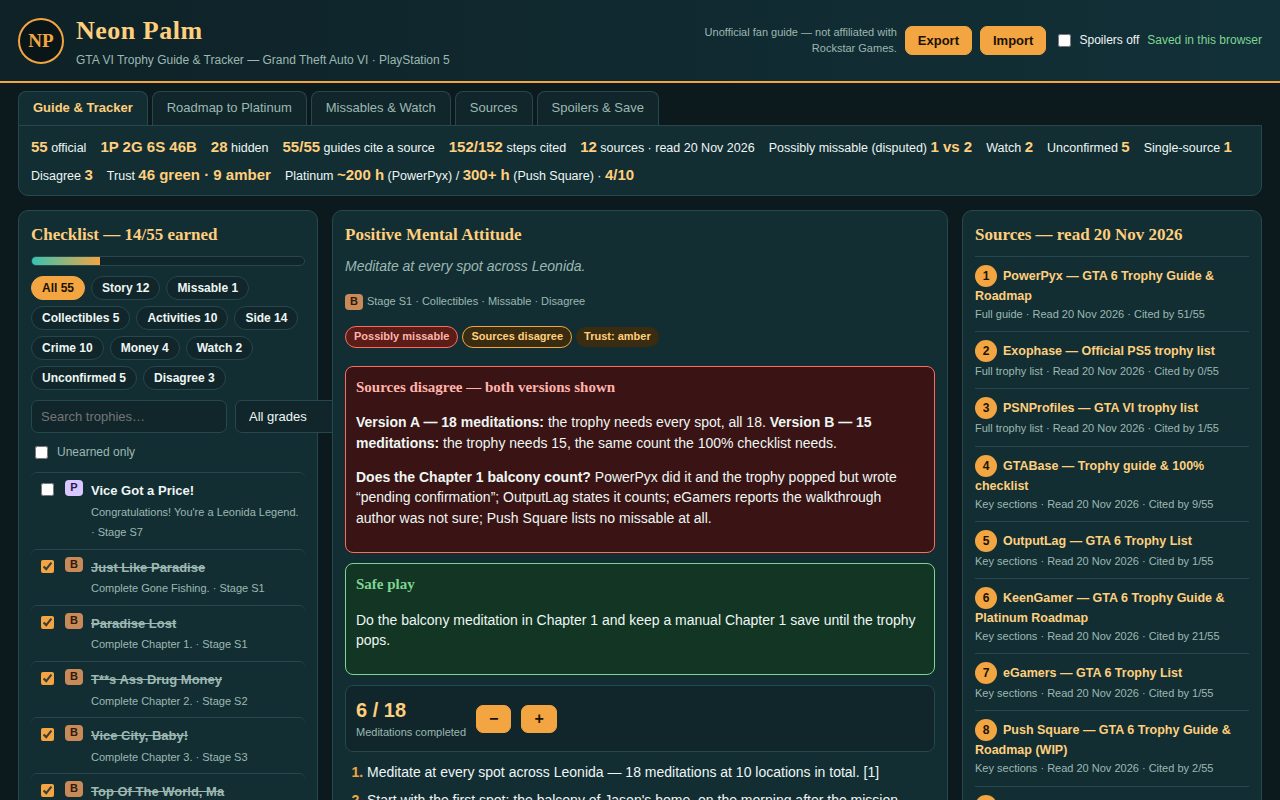 NP
Neon Palm
GTA VI Trophy Guide & Tracker — Grand Theft Auto VI · PlayStation 5
Unofficial fan guide — not affiliated with
Rockstar Games.
Export
Import
Spoilers off
Saved in this browser
Guide & Tracker
Roadmap to Platinum
Missables & Watch
Sources
Spoilers & Save
55 official 1P 2G 6S 46B 28 hidden 55/55 guides cite a source 152/152 steps cited 12 sources · read 20 Nov 2026 Possibly missable (disputed) 1 vs 2 Watch 2 Unconfirmed 5 Single-source 1
Disagree 3 Trust 46 green · 9 amber Platinum ~200 h (PowerPyx) / 300+ h (Push Square) · 4/10
Checklist — 14/55 earned
All 55 Story 12 Missable 1
Collectibles 5 Activities 10 Side 14
Crime 10 Money 4 Watch 2
Unconfirmed 5 Disagree 3
Search trophies… All grades
Unearned only
P Vice Got a Price!
Congratulations! You're a Leonida Legend.
· Stage S7
B Just Like Paradise
Complete Gone Fishing. · Stage S1
B Paradise Lost
Complete Chapter 1. · Stage S1
B T**s Ass Drug Money
Complete Chapter 2. · Stage S2
B Vice City, Baby!
Complete Chapter 3. · Stage S3
B Top Of The World, Ma
Positive Mental Attitude
Meditate at every spot across Leonida.
B Stage S1 · Collectibles · Missable · Disagree
Possibly missable Sources disagree Trust: amber
Sources disagree — both versions shown
Version A — 18 meditations: the trophy needs every spot, all 18. Version B — 15
meditations: the trophy needs 15, the same count the 100% checklist needs.
Does the Chapter 1 balcony count? PowerPyx did it and the trophy popped but wrote
“pending confirmation”; OutputLag states it counts; eGamers reports the walkthrough
author was not sure; Push Square lists no missable at all.
Safe play
Do the balcony meditation in Chapter 1 and keep a manual Chapter 1 save until the trophy
pops.
6 / 18
Meditations completed
−
+
1. Meditate at every spot across Leonida — 18 meditations at 10 locations in total. [1]
2. Start with the first spot: the balcony of Jason's home, on the morning after the mission
Sources — read 20 Nov 2026
1 PowerPyx — GTA 6 Trophy Guide &
Roadmap
Full guide · Read 20 Nov 2026 · Cited by 51/55
2 Exophase — Official PS5 trophy list
Full trophy list · Read 20 Nov 2026 · Cited by 0/55
3 PSNProfiles — GTA VI trophy list
Full trophy list · Read 20 Nov 2026 · Cited by 1/55
4 GTABase — Trophy guide & 100%
checklist
Key sections · Read 20 Nov 2026 · Cited by 9/55
5 OutputLag — GTA 6 Trophy List
Key sections · Read 20 Nov 2026 · Cited by 1/55
6 KeenGamer — GTA 6 Trophy Guide &
Platinum Roadmap
Key sections · Read 20 Nov 2026 · Cited by 21/55
7 eGamers — GTA 6 Trophy List
Key sections · Read 20 Nov 2026 · Cited by 1/55
8 Push Square — GTA 6 Trophy Guide &
Roadmap (WIP)
Key sections · Read 20 Nov 2026 · Cited by 2/55